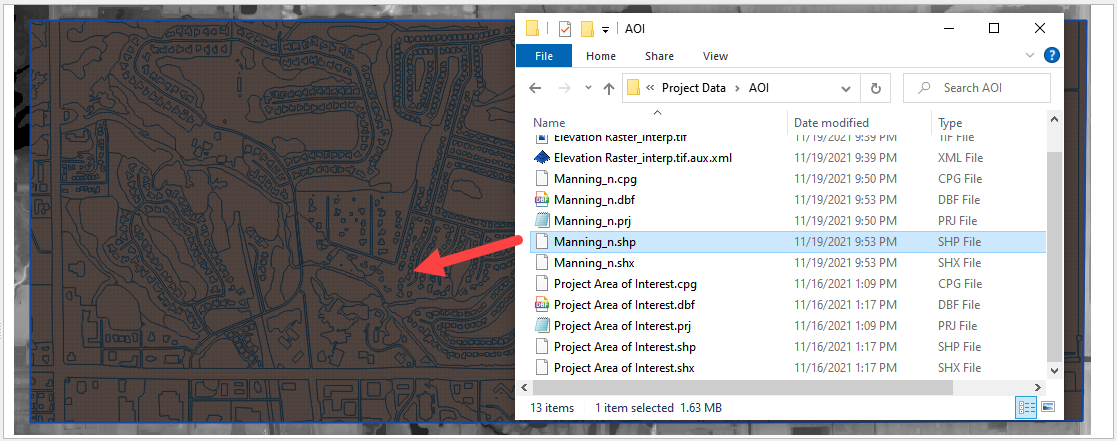 AOI
File Home Share View
« Project Data > AOI Search AOI
Name Date modified Type
Elevation Raster_interp.tif 11/19/2021 9:39 PM TIF File
Elevation Raster_interp.tif.aux.xml 11/19/2021 9:39 PM XML File
Manning_n.cpg 11/19/2021 9:50 PM CPG File
DBF Manning_n.dbf 11/19/2021 9:53 PM DBF File
Manning_n.prj 11/19/2021 9:50 PM PRJ File
Manning_n.shp 11/19/2021 9:53 PM SHP File
Manning_n.shx 11/19/2021 9:53 PM SHX File
Project Area of Interest.cpg 11/16/2021 1:09 PM CPG File
DBF Project Area of Interest.dbf 11/16/2021 1:17 PM DBF File
Project Area of Interest.prj 11/16/2021 1:09 PM PRJ File
Project Area of Interest.shp 11/16/2021 1:17 PM SHP File
Project Area of Interest.shx 11/16/2021 1:17 PM SHX File
13 items 1 item selected 1.63 MB